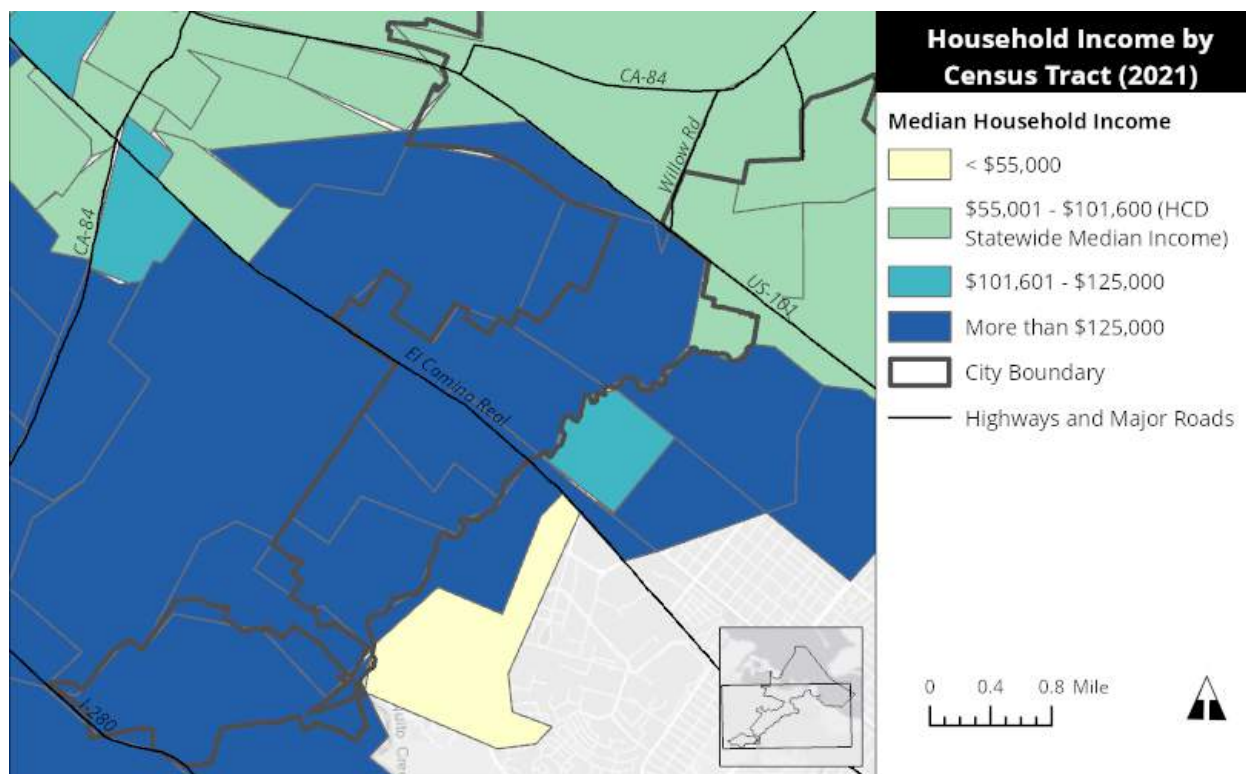 Household Income by
Census Tract (2021)
Median Household Income
< $55,000
$55,001 - $101,600 (HCD
Statewide Median Income)
$101,601 - $125,000
More than $125,000
City Boundary
Highways and Major Roads
0 0.4 0.8 Mile
CA-84
Willow Rd
CA-84
US-101
El Camino Real
I-280